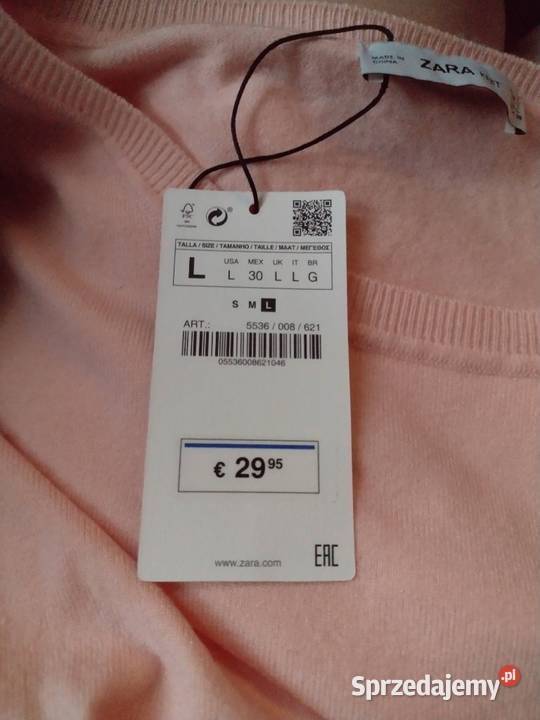 MADE IN
CHINA
ZARA
TALLA / SIZE / TAMANHO / TAILLE / MAAT / ΜΕΓΕΘΟΣ
L
USA MEX UK IT BR
L 30 L L G
S M L
ART.: 5536 / 008 / 621
05536008621046
€ 29 95
www.zara.com
EAC
Sprzedajemy.pl